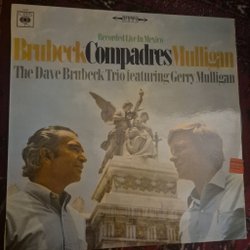 Recorded Live in Mexico
Brubeck Compadres Mulligan
The Dave Brubeck Trio featuring Gerry Mulligan